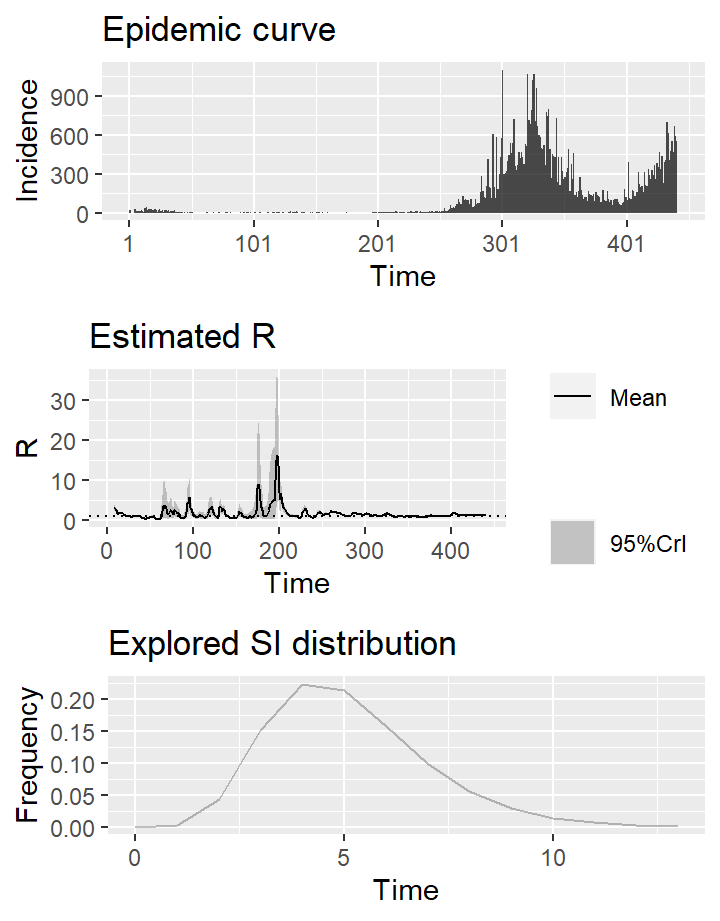 Epidemic curve
Incidence
900
600
300
0
1 101 201 301 401
Time
Estimated R
R
30
20
10
0
0 100 200 300 400
Time
Mean
95%CrI
Explored SI distribution
Frequency
0.20
0.15
0.10
0.05
0.00
0 5 10
Time